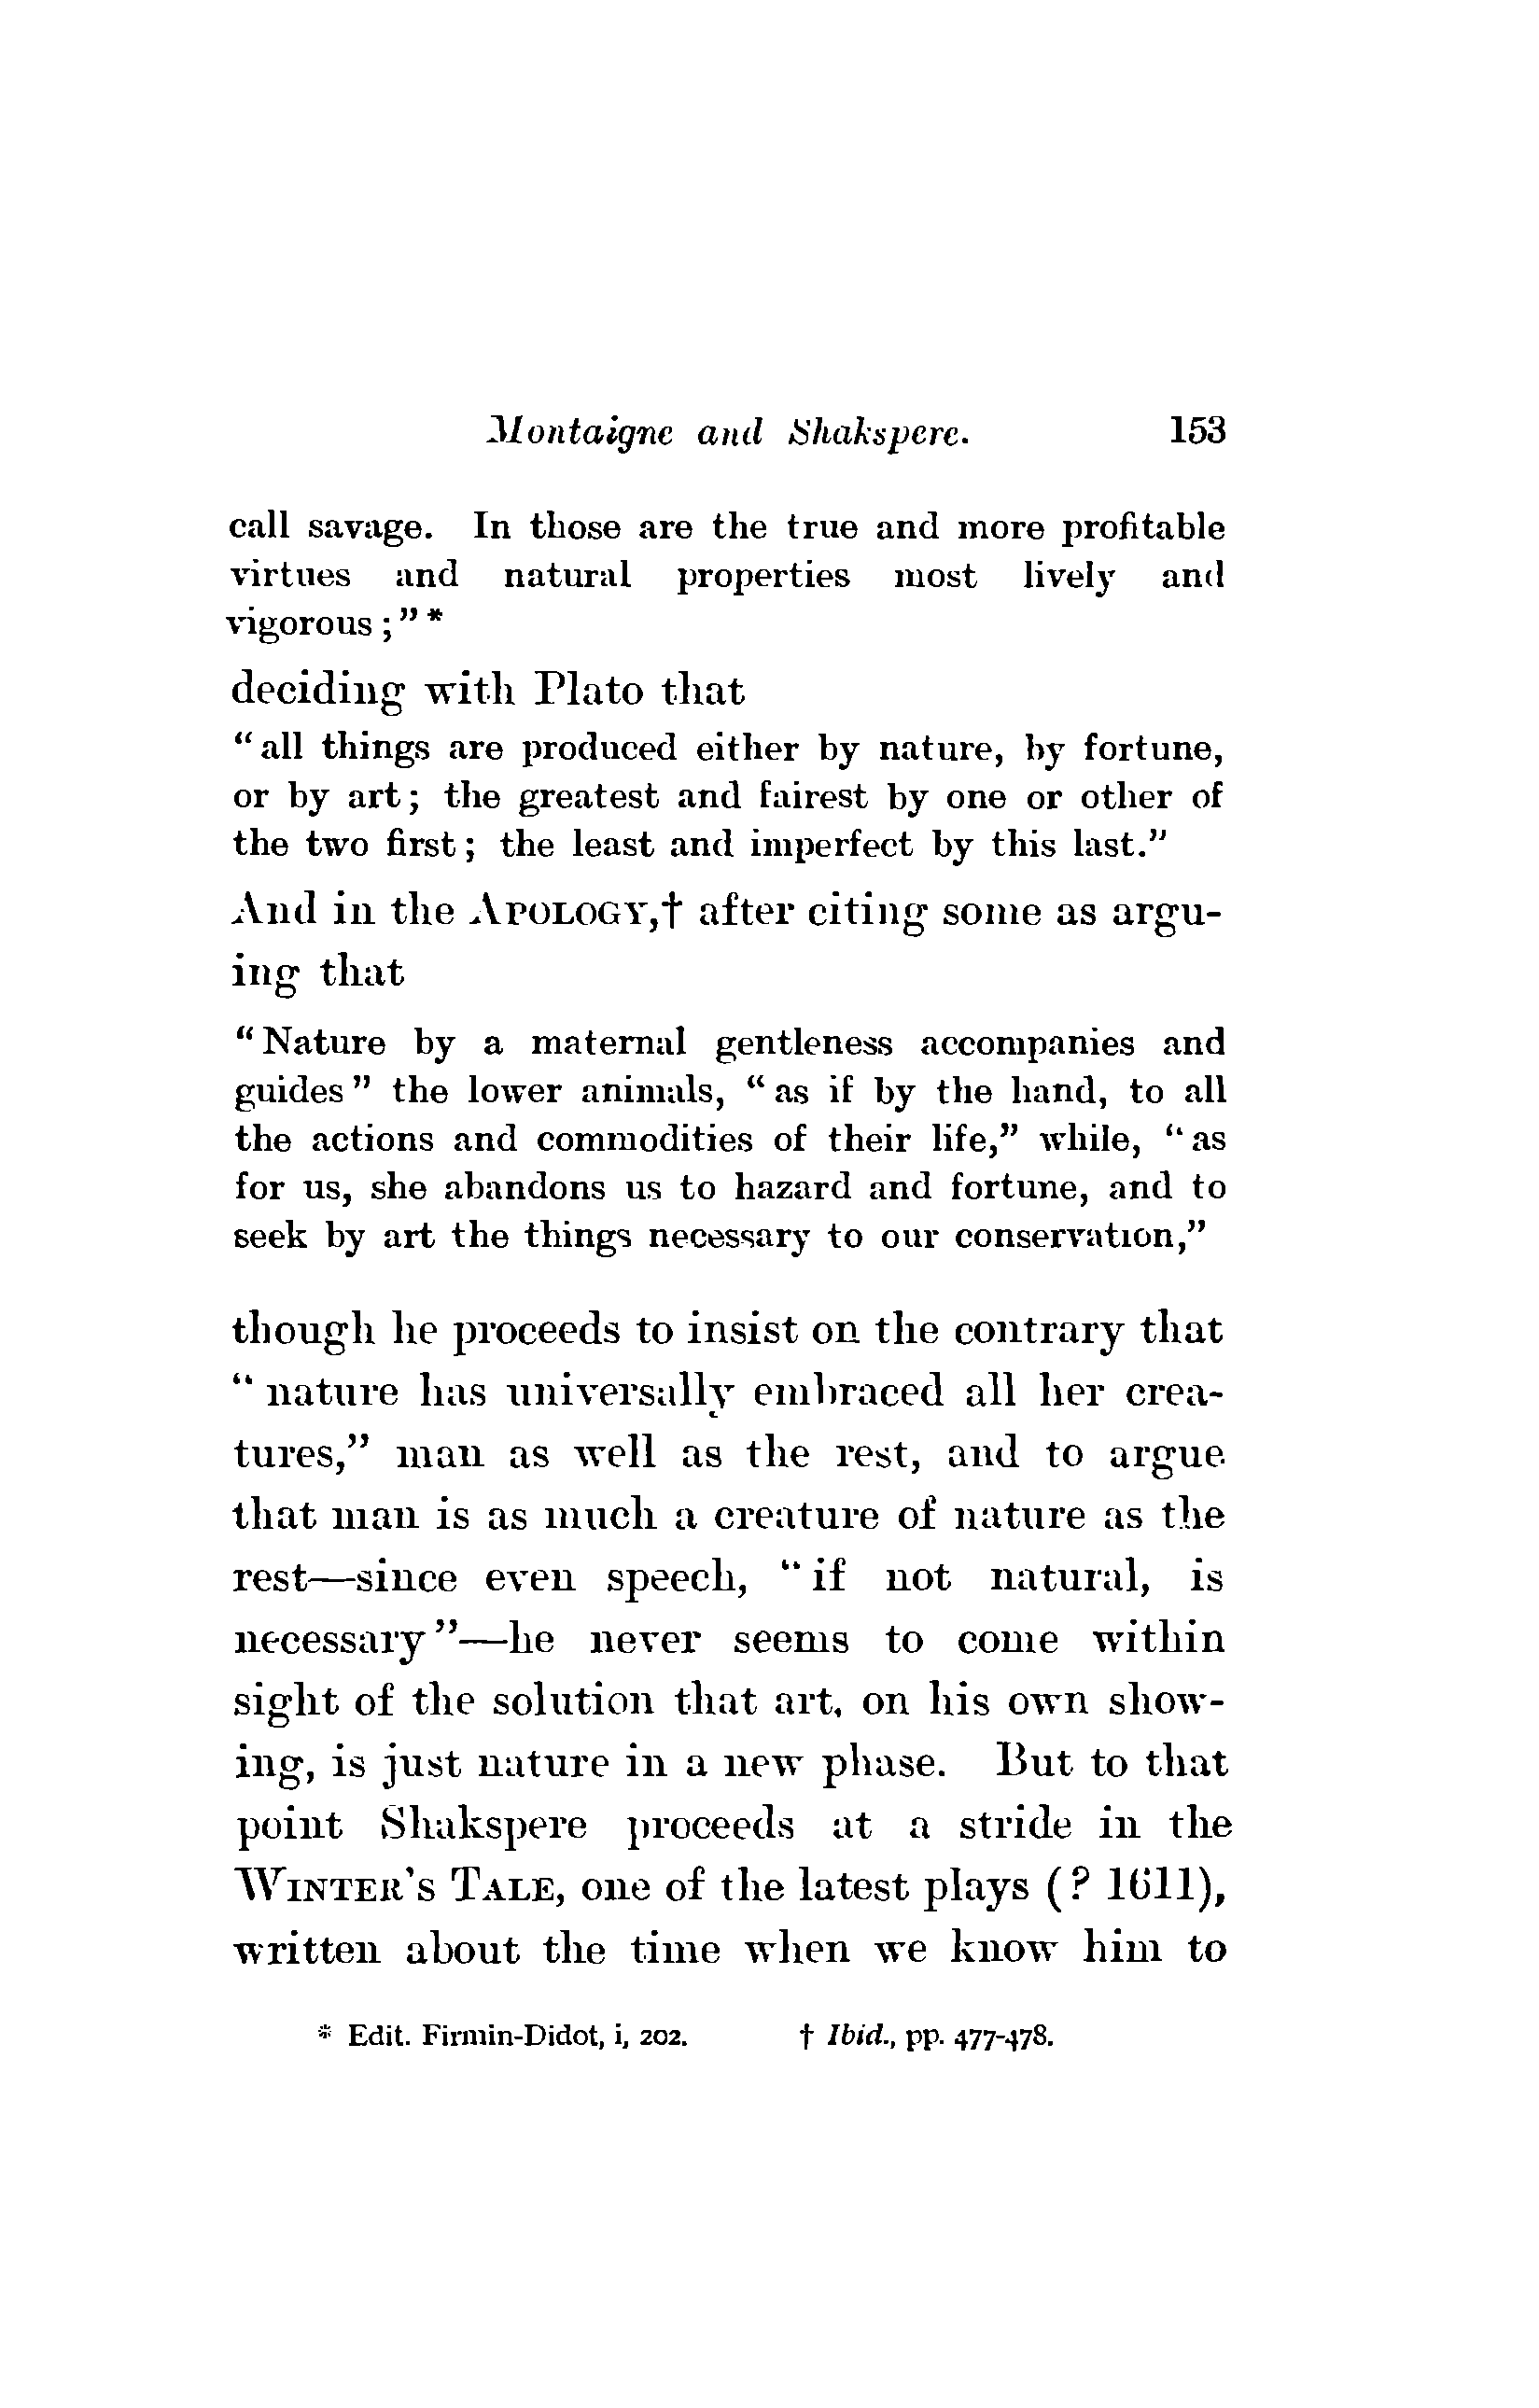 Montaigne and Shakspere. 153
call savage. In those are the true and more profitable
virtues and natural properties most lively and
vigorous ; ” *
deciding with Plato that
“ all things are produced either by nature, by fortune,
or by art ; the greatest and fairest by one or other of
the two first ; the least and imperfect by this last.”
And in the APOLOGY,† after citing some as argu-
ing that
“ Nature by a maternal gentleness accompanies and
guides ” the lower animals, “ as if by the hand, to all
the actions and commodities of their life,” while, “ as
for us, she abandons us to hazard and fortune, and to
seek by art the things necessary to our conservation,”
though he proceeds to insist on the contrary that
“ nature has universally embraced all her crea-
tures,” man as well as the rest, and to argue
that man is as much a creature of nature as the
rest—since even speech, “ if not natural, is
necessary ”—he never seems to come within
sight of the solution that art, on his own show-
ing, is just nature in a new phase. But to that
point Shakspere proceeds at a stride in the
WINTER’S TALE, one of the latest plays (? 1611),
written about the time when we know him to
* Edit. Firmin-Didot, i, 202. † Ibid., pp. 477-478.